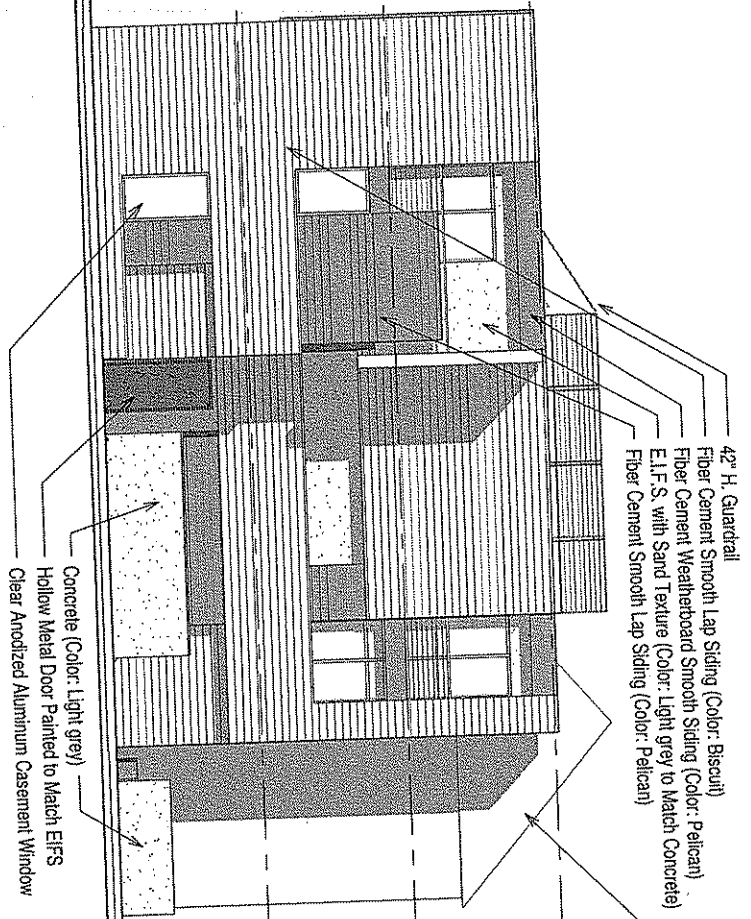 42" H. Guardrail
Fiber Cement Smooth Lap Siding (Color: Biscuit)
Fiber Cement Weatherboard Smooth Siding (Color: Pelican)
E.I.F.S. with Sand Texture (Color: Light grey to Match Concrete)
Fiber Cement Smooth Lap Siding (Color: Pelican)
Concrete (Color: Light grey)
Hollow Metal Door Painted to Match EIFS
Clear Anodized Aluminum Casement Window